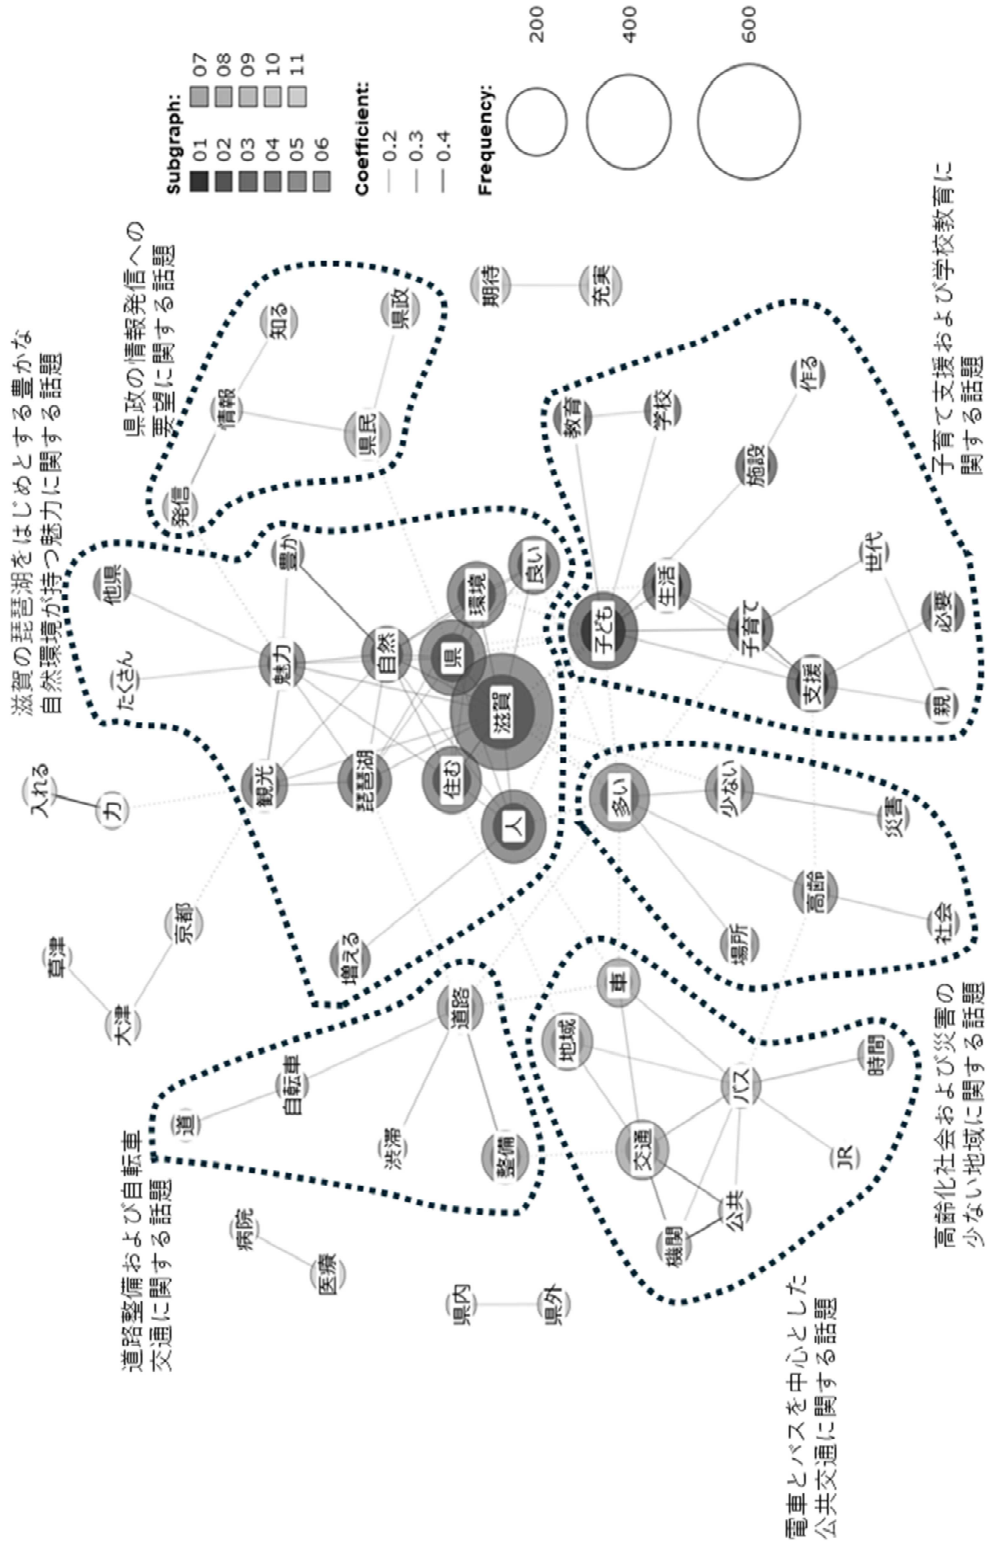 滋賀の琵琶湖をはじめとする豊かな
自然環境が持つ魅力に関する話題
県政の情報発信への
要望に関する話題
道路整備および自転車
交通に関する話題
電車とバスを中心とした
公共交通に関する話題
高齢化社会および災害の
少ない地域に関する話題
子育て支援および学校教育に
関する話題
Subgraph:
01
02
03
04
05
06
07
08
09
10
11
Coefficient:
0.2
0.3
0.4
Frequency:
200
400
600
入れる
力
草津
大津
京都
たくさん
他県
魅力
豊か
観光
自然
琵琶湖
県
環境
良い
滋賀
住む
人
増える
発信
情報
知る
県民
県政
期待
充実
道
自転車
渋滞
道路
整備
病院
医療
県内
県外
地域
車
交通
機関
公共
バス
JR
時間
多い
少ない
場所
高齢
災害
社会
子ども
教育
学校
生活
施設
作る
子育て
支援
世代
必要
親